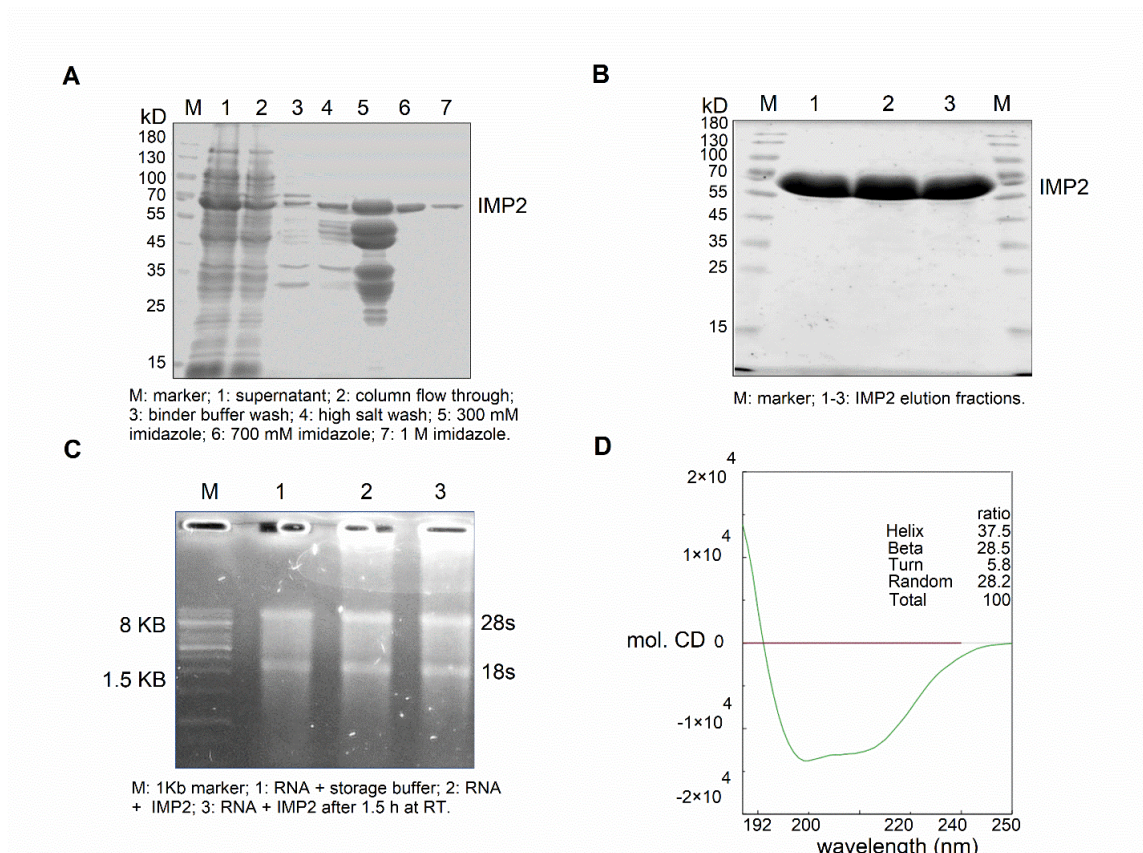 A
B
kD M 1 2 3 4 5 6 7
180
130
100
70
55
45
35
25
15
IMP2
M: marker; 1: supernatant; 2: column flow through;
3: binder buffer wash; 4: high salt wash; 5: 300 mM
imidazole; 6: 700 mM imidazole; 7: 1 M imidazole.
kD M 1 2 3 M
180
130
100
70
55
45
35
25
15
IMP2
M: marker; 1-3: IMP2 elution fractions.
C
M 1 2 3
8 KB
1.5 KB
28s
18s
M: 1Kb marker; 1: RNA + storage buffer; 2: RNA
+ IMP2; 3: RNA + IMP2 after 1.5 h at RT.
D
2×10 4
1×10 4
mol. CD 0
-1×10 4
-2×10 4
ratio
Helix 37.5
Beta 28.5
Turn 5.8
Random 28.2
Total 100
192 200 220 240 250
wavelength (nm)